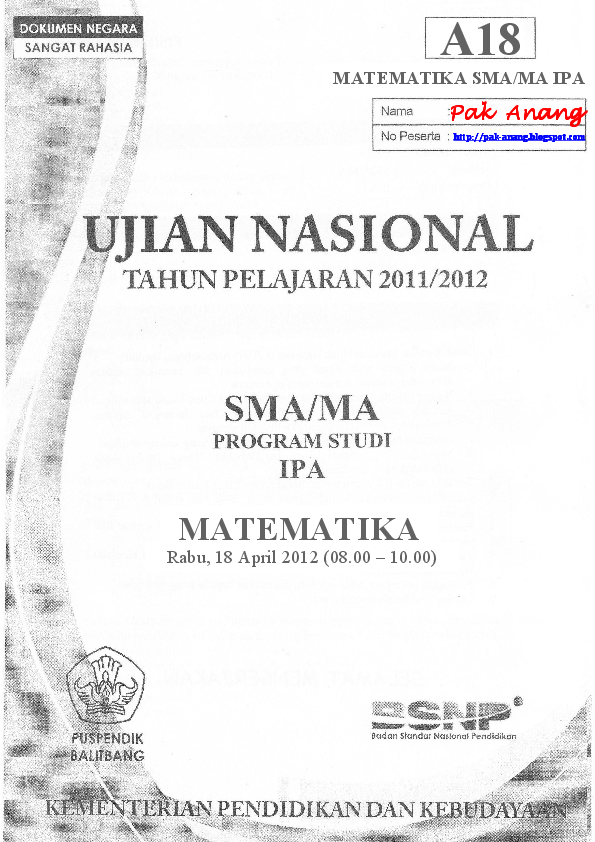 DOKUMEN NEGARA
SANGAT RAHASIA
A18
MATEMATIKA SMA/MA IPA
Nama : Pak Anang
No Peserta : http://pak-anang.blogspot.com
UJIAN NASIONAL
TAHUN PELAJARAN 2011/2012
SMA/MA
PROGRAM STUDI
IPA
MATEMATIKA
Rabu, 18 April 2012 (08.00 – 10.00)
PUSPENDIK
BALITBANG
BSNP
Badan Standar Nasional Pendidikan
KEMENTERIAN PENDIDIKAN DAN KEBUDAYAAN